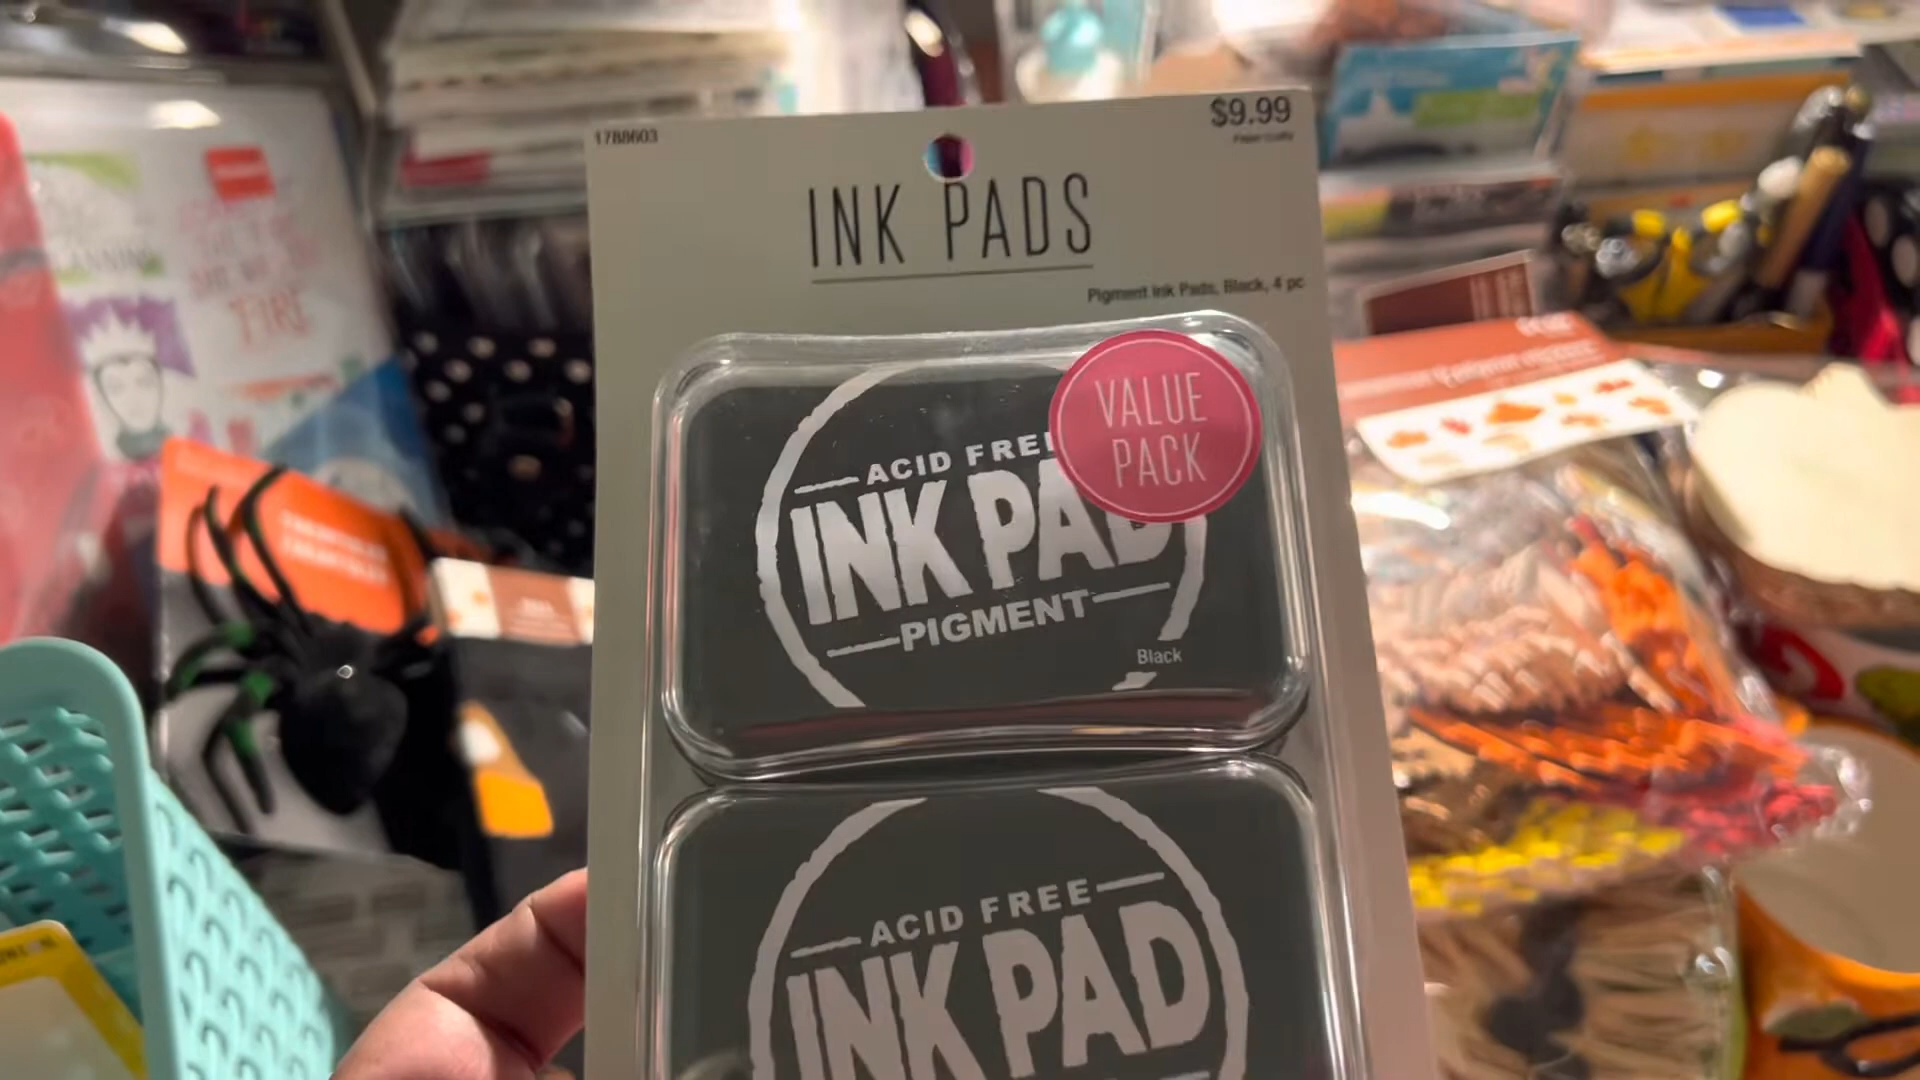 1788603
$9.99
INK PADS
Pigment Ink Pads, Black, 4 pc
VALUE
PACK
ACID FREE
INK PAD
PIGMENT
Black
ACID FREE
INK PAD
FIRE